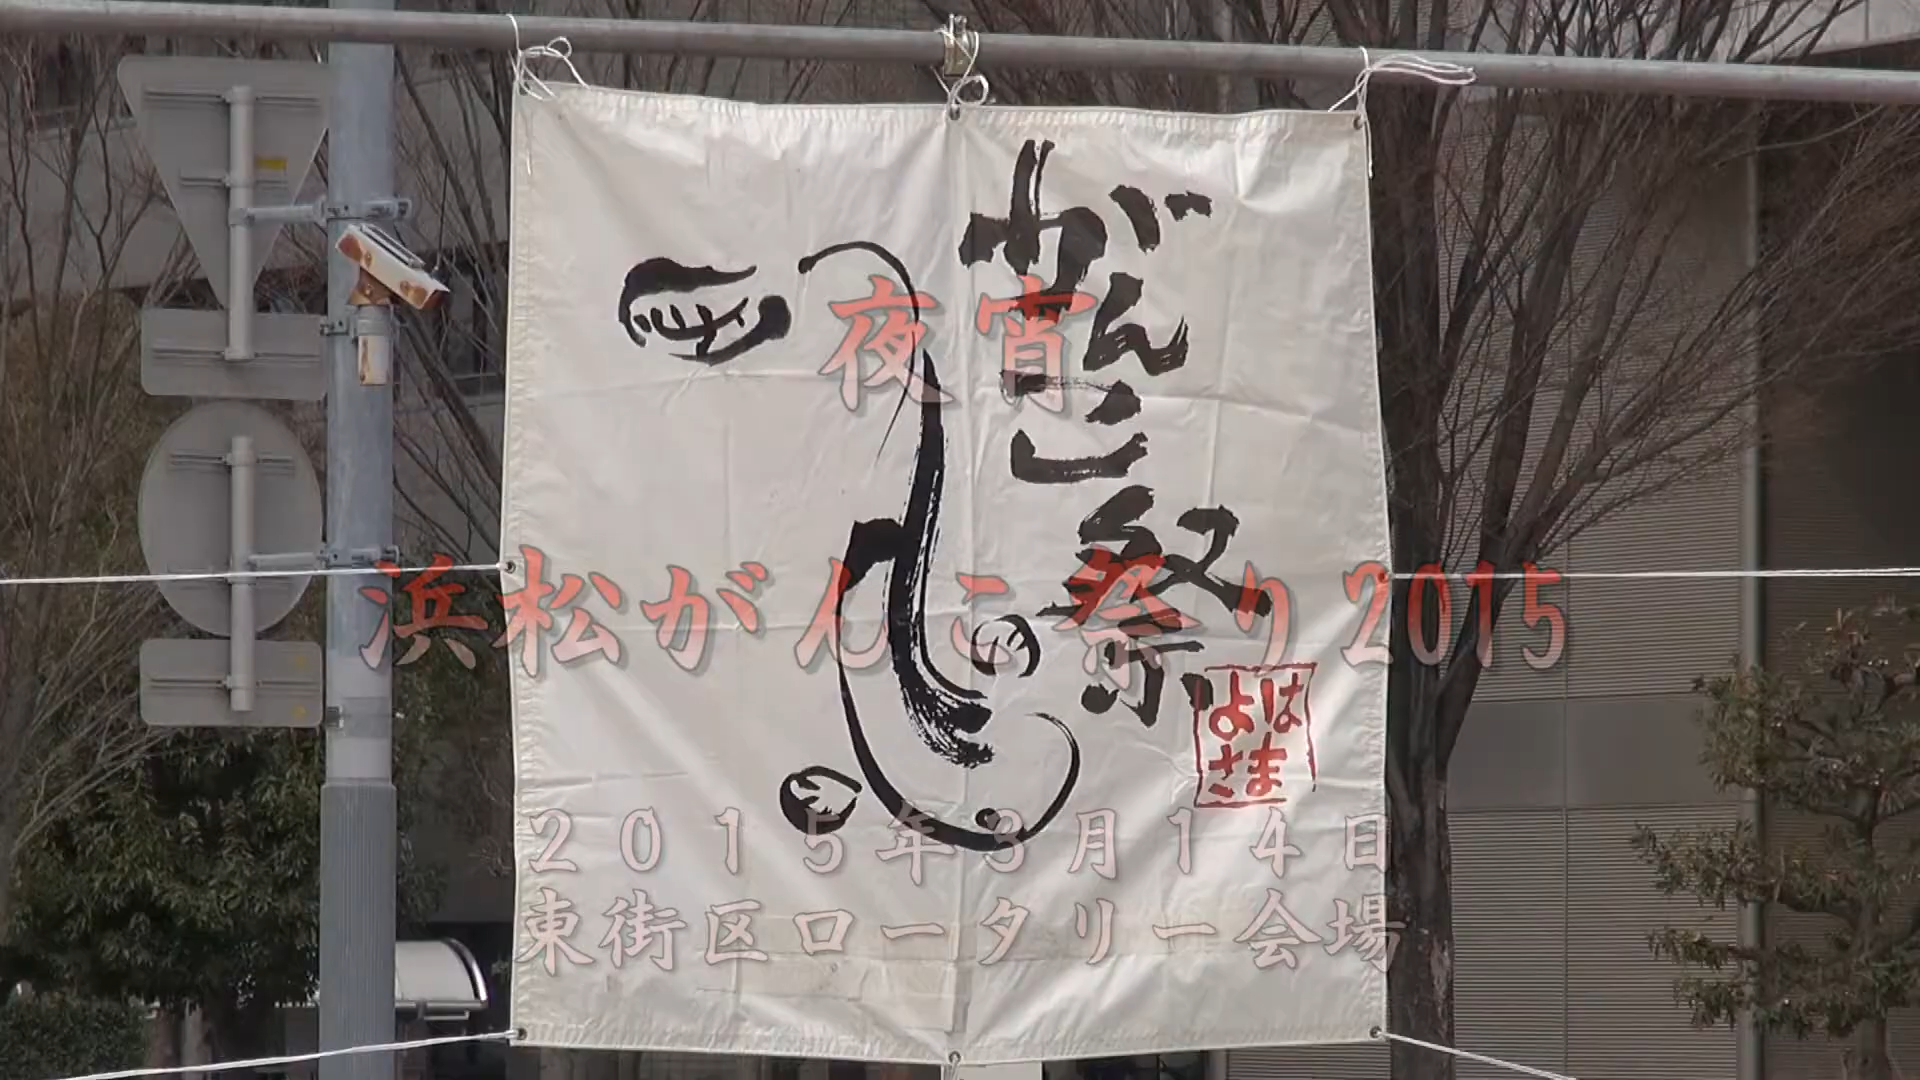 がんこ祭
はま
よさ
夜宵
浜松がんこ祭り2015
2015年3月14日
東街区ロータリー会場